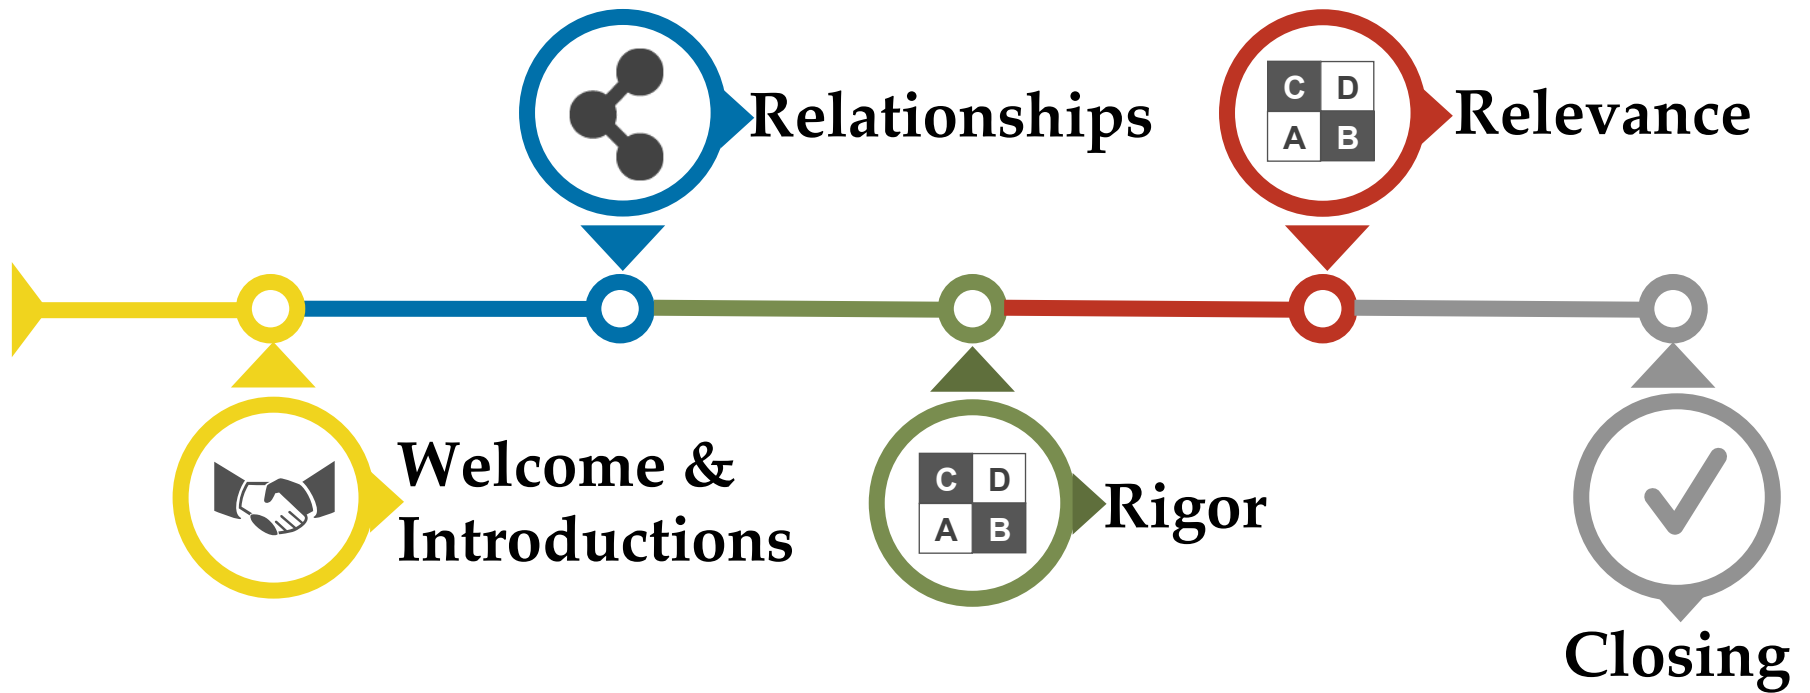 Relationships
C D
A B
Relevance
Welcome &
Introductions
C D
A B
Rigor
Closing